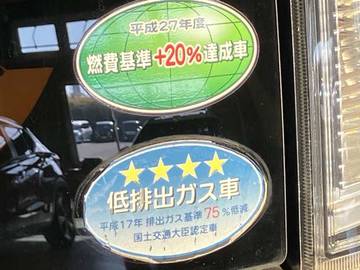 平成27年度
燃費基準+20%達成車
★★★★
低排出ガス車
平成17年 排出ガス基準 75%低減
国土交通大臣認定車